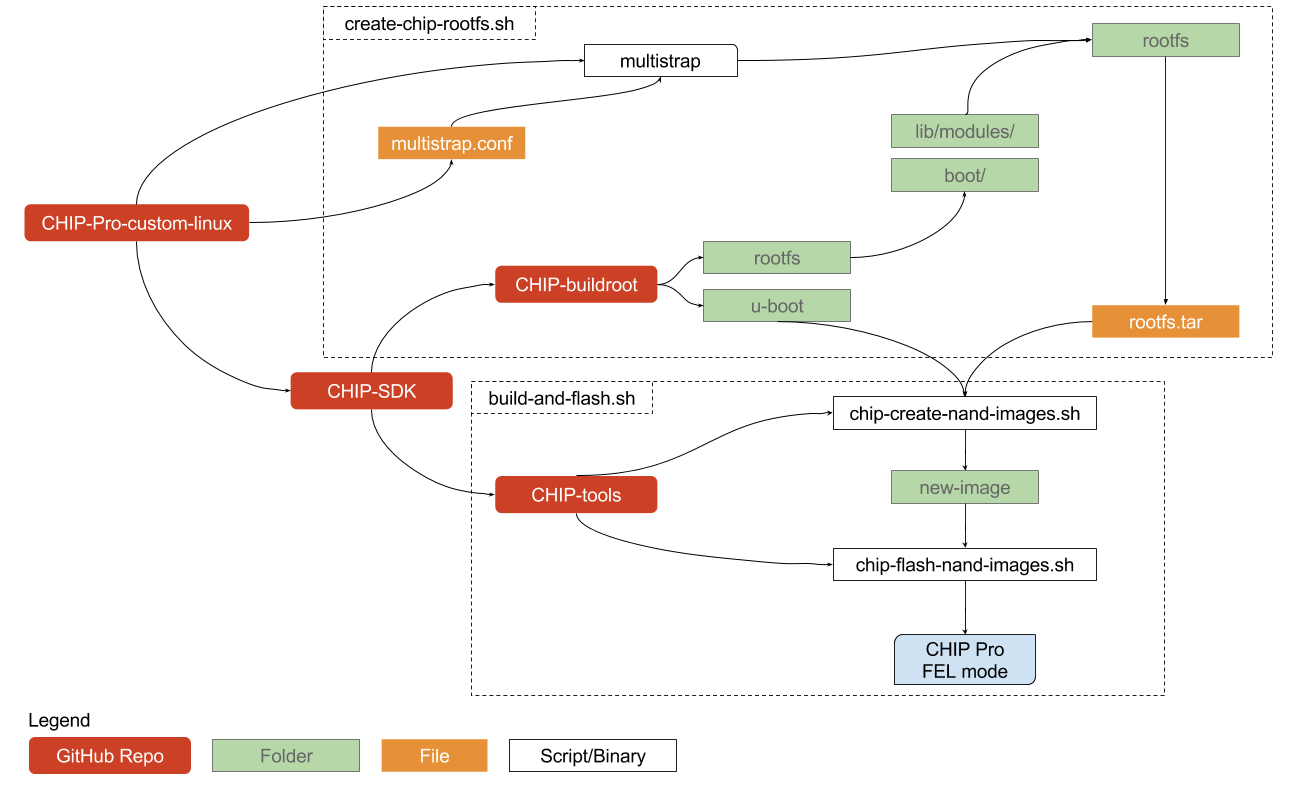 create-chip-rootfs.sh
rootfs
multistrap
lib/modules/
multistrap.conf
boot/
CHIP-Pro-custom-linux
rootfs
CHIP-buildroot
u-boot
rootfs.tar
CHIP-SDK
build-and-flash.sh
chip-create-nand-images.sh
new-image
CHIP-tools
chip-flash-nand-images.sh
CHIP Pro
FEL mode
Legend
GitHub Repo
Folder
File
Script/Binary